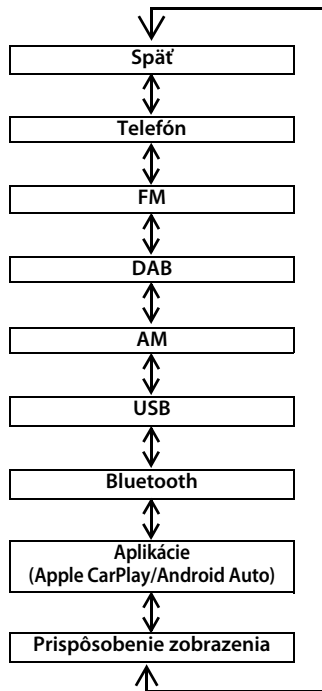 Späť
Telefón
FM
DAB
AM
USB
Bluetooth
Aplikácie
(Apple CarPlay/Android Auto)
Prispôsobenie zobrazenia